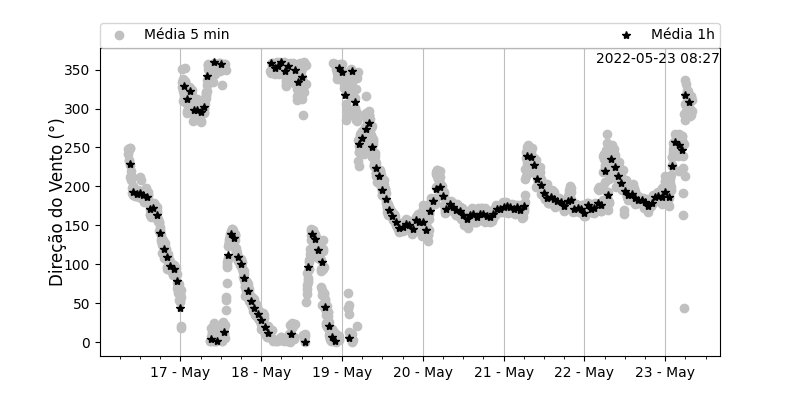 Média 5 min
Média 1h
2022-05-23 08:27
Direção do Vento (°)
350
300
250
200
150
100
50
0
17 - May
18 - May
19 - May
20 - May
21 - May
22 - May
23 - May